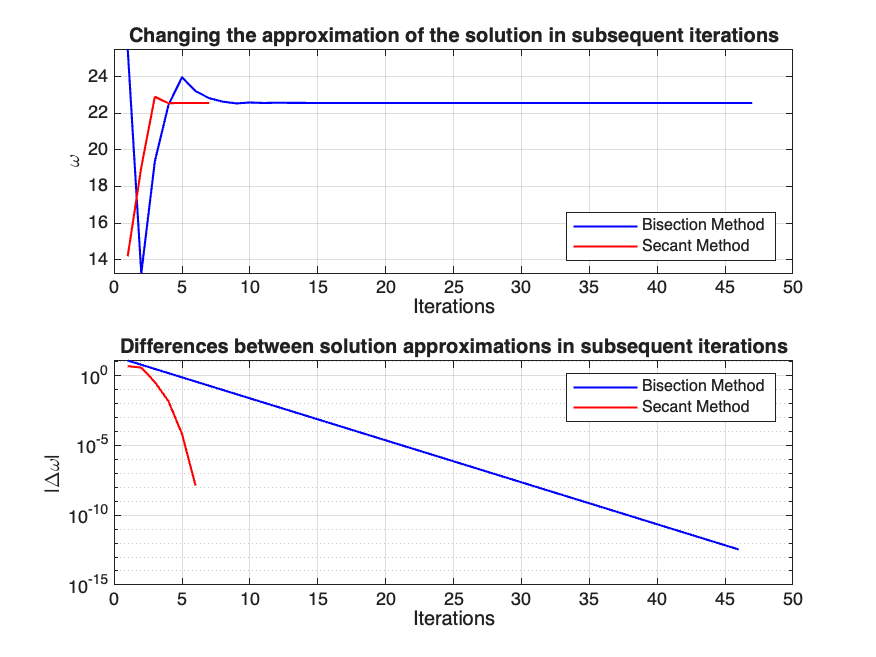 Changing the approximation of the solution in subsequent iterations
24
22
20
18
16
14
ω
0 5 10 15 20 25 30 35 40 45 50
Iterations
Bisection Method
Secant Method
Differences between solution approximations in subsequent iterations
10^0
10^-5
10^-10
10^-15
|Δω|
0 5 10 15 20 25 30 35 40 45 50
Iterations
Bisection Method
Secant Method